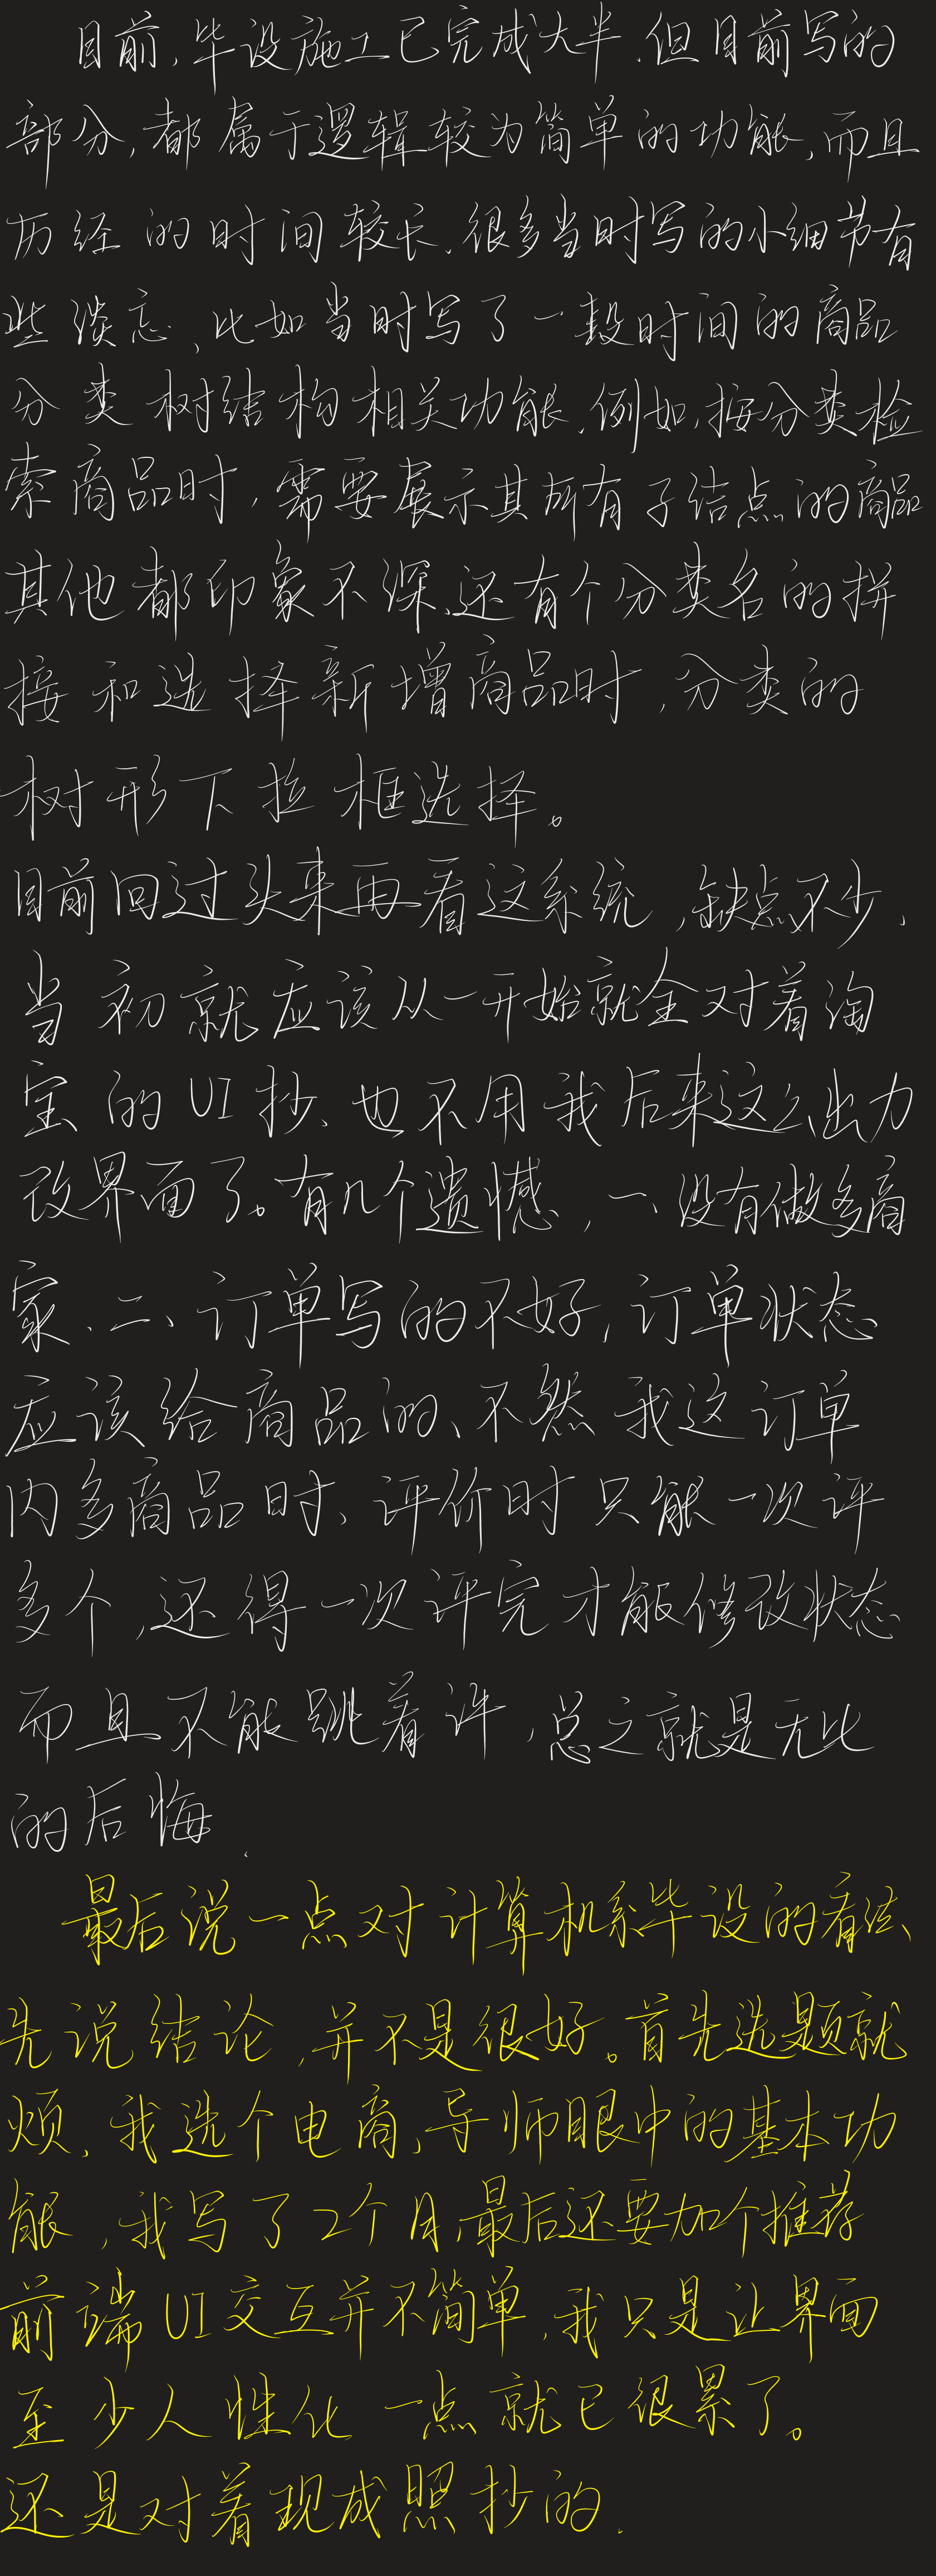 目前,毕设施工已完成大半.但目前写的
部分,都属于逻辑较为简单的功能,而且
历经的时间较长.很多当时写的小细节有
些淡忘、比如当时写了一段时间的商品
分类树结构相关功能.例如,按分类检
索商品时,需要展示其所有子结点的商品
其他都印象不深.还有个分类名的拼
接和选择新增商品时,分类的
树形下拉框选择。
目前回过头来再看这系统,缺点不少、
当初就应该从一开始就全对着淘
宝的UI抄、也不用我后来这么出力
改界面了。有几个遗憾,一、没有做多商
家、二、订单写的不好,订单状态
应该给商品的、不然我这订单
内多商品时、评价时只能一次评
多个,还得一次评完才能修改状态
而且不能跳着评,总之就是无比
的后悔.
最后说一点对计算机系毕设的看法、
先说结论,并不是很好。首先选题就
烦,我选个电商,导师眼中的基本功
能,我写了2个月,最后还要加个推荐
前端UI交互并不简单,我只是让界面
至少人性化一点就已很累了。
还是对着现成照抄的.